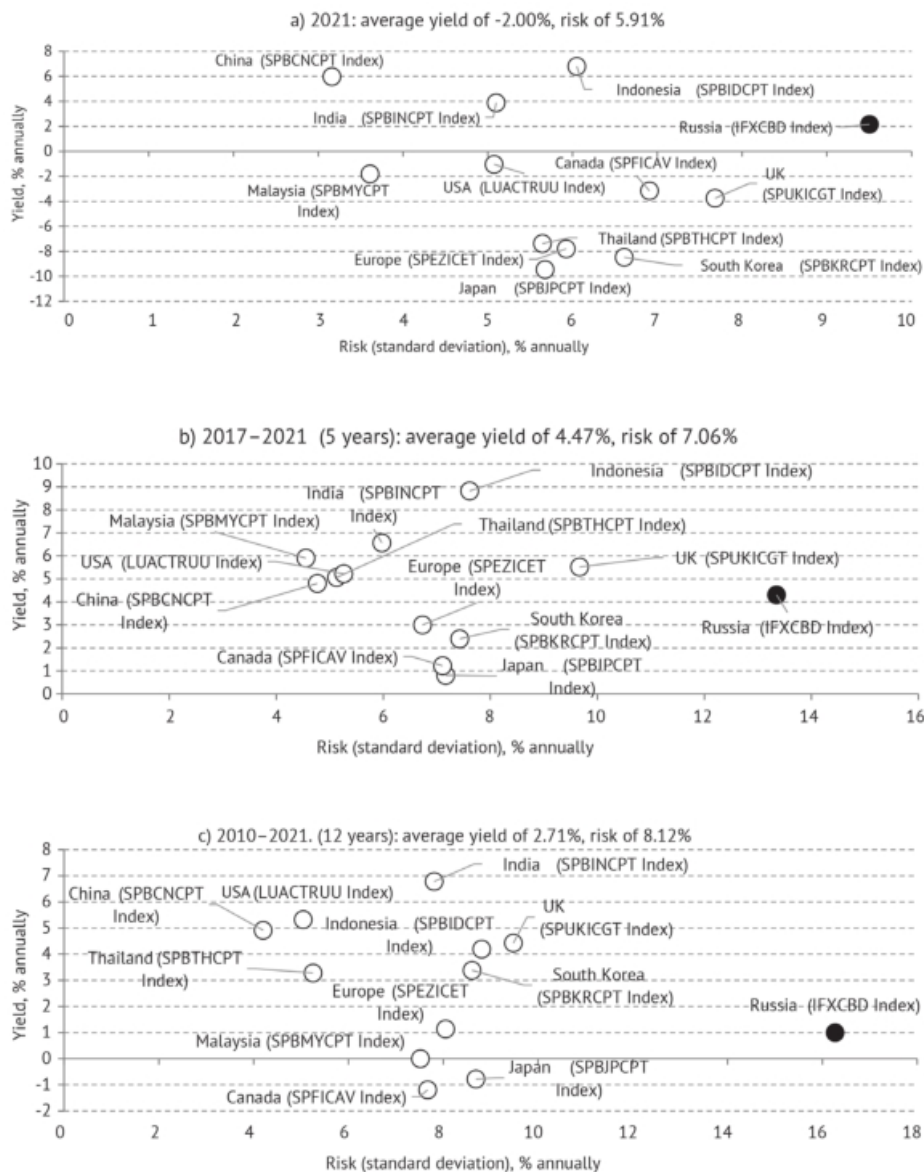 a) 2021: average yield of -2.00%, risk of 5.91%
Yield, % annually
8
6
4
2
0
-2
-4
-6
-8
-10
-12
China (SPBCNCPT Index)
Indonesia (SPBIDCPT Index)
India (SPBINCPT Index)
Russia (IFXCBD Index)
Canada (SPFICAV Index)
UK
(SPUKICGT Index)
Malaysia (SPBMYCPT
Index)
USA (LUACTRUU Index)
Thailand (SPBTHCPT Index)
Europe (SPEZICET Index)
South Korea (SPBKRCPT Index)
Japan (SPBJPCPT Index)
0 1 2 3 4 5 6 7 8 9 10
Risk (standard deviation), % annually
b) 2017–2021 (5 years): average yield of 4.47%, risk of 7.06%
Yield, % annually
10
9
8
7
6
5
4
3
2
1
0
Indonesia (SPBIDCPT Index)
India (SPBINCPT
Index)
Malaysia (SPBMYCPT Index)
Thailand (SPBTHCPT Index)
USA (LUACTRUU Index)
Europe (SPEZICET
Index)
UK (SPUKICGT Index)
China (SPBCNCPT
Index)
South Korea
(SPBKRCPT Index)
Russia (IFXCBD Index)
Canada (SPFICAV Index)
Japan (SPBJPCPT
Index)
0 2 4 6 8 10 12 14 16
Risk (standard deviation), % annually
c) 2010–2021. (12 years): average yield of 2.71%, risk of 8.12%
Yield, % annually
8
7
6
5
4
3
2
1
0
-1
-2
India (SPBINCPT Index)
China (SPBCNCPT
Index)
USA (LUACTRUU Index)
Indonesia (SPBIDCPT
Index)
UK
(SPUKICGT Index)
Thailand (SPBTHCPT
Index)
South Korea
(SPBKRCPT Index)
Europe (SPEZICET
Index)
Russia (IFXCBD Index)
Malaysia (SPBMYCPT Index)
Japan (SPBJPCPT
Index)
Canada (SPFICAV Index)
0 2 4 6 8 10 12 14 16 18
Risk (standard deviation), % annually